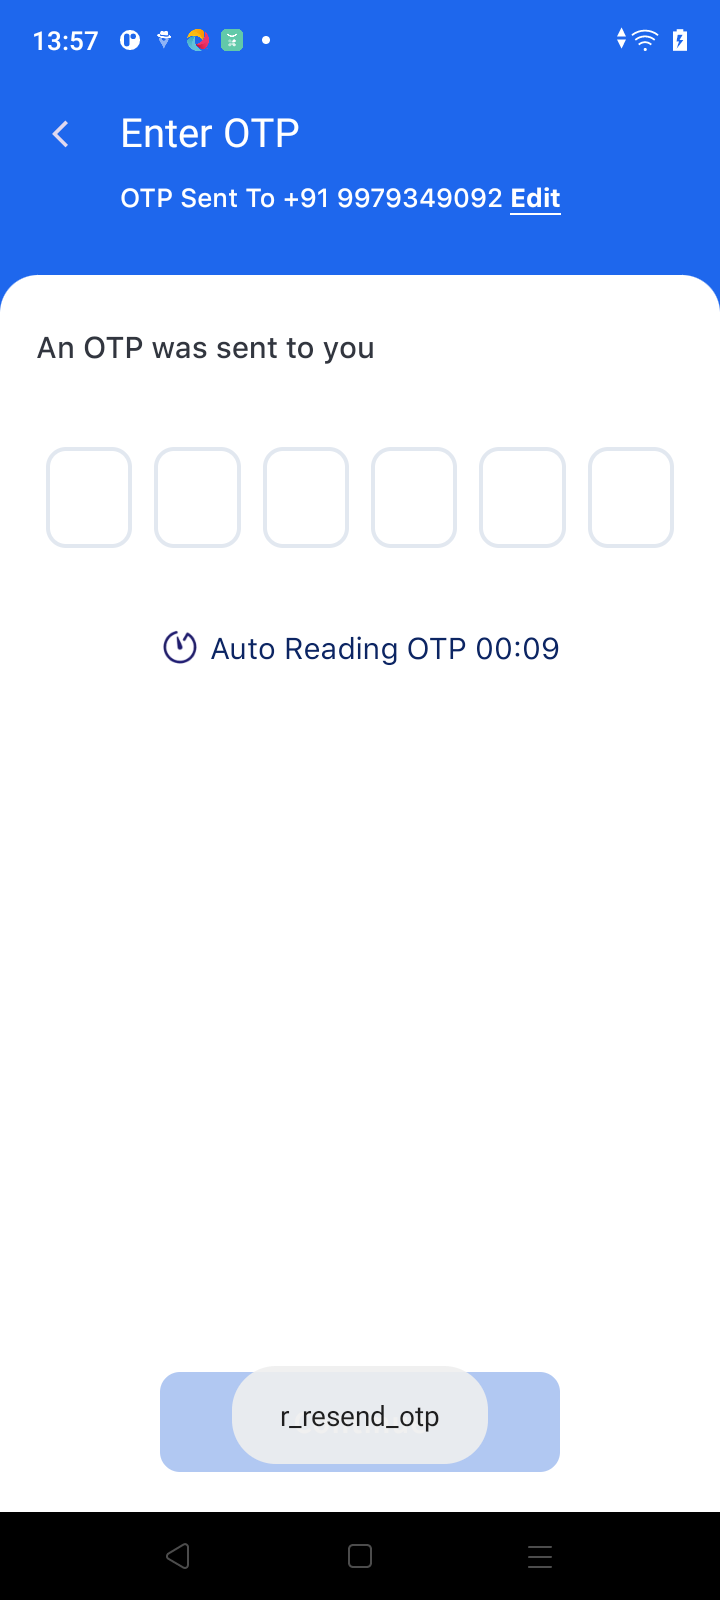 13:57
Enter OTP
OTP Sent To +91 9979349092 Edit
An OTP was sent to you
Auto Reading OTP 00:09
r_resend_otp